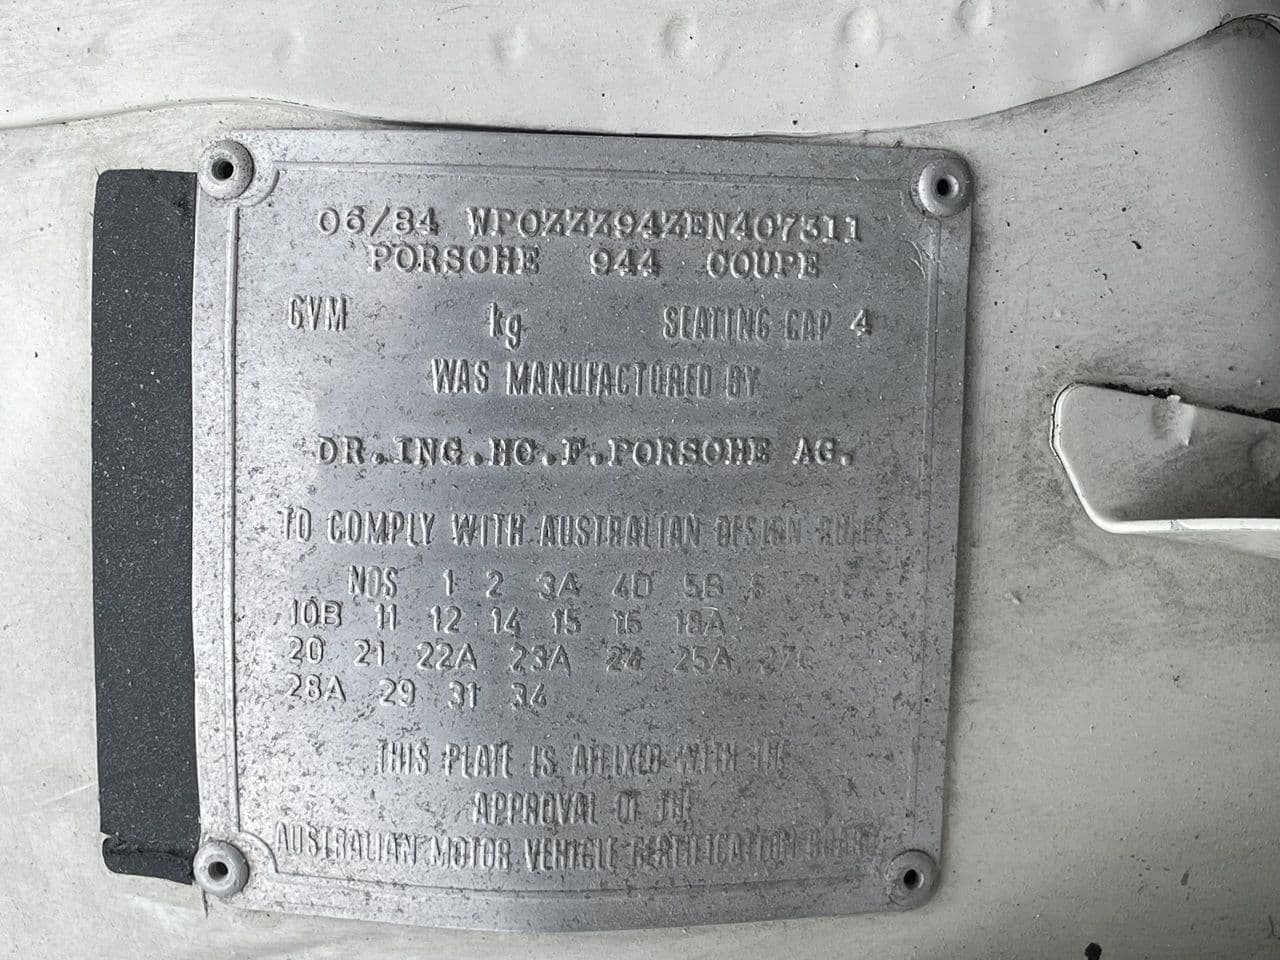 06/84 WPOZZZ94ZEN407311
PORSCHE 944 COUPE
GVM kg SEATING CAP 4
WAS MANUFACTURED BY
DR.ING.HC.F.PORSCHE AG.
TO COMPLY WITH AUSTRALIAN DESIGN RULES
NOS 1 2 3A 4D 5B
10B 11 12 14 15 16 18A
20 21 22A 23A 24 25A 27C
28A 29 31 34
THIS PLATE IS AFFIXED WITH THE
APPROVAL OF THE
AUSTRALIAN MOTOR VEHICLE CERTIFICATION BOARD